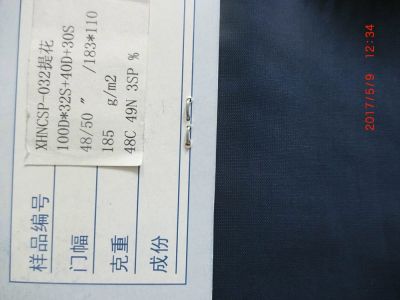 样品编号 XHNCSP-032提花
100D*32S+40D+30S
门幅 48/50 " /183*110
克重 185 g/m2
成份 48C 49N 3SP %
2017/5/9 12:34